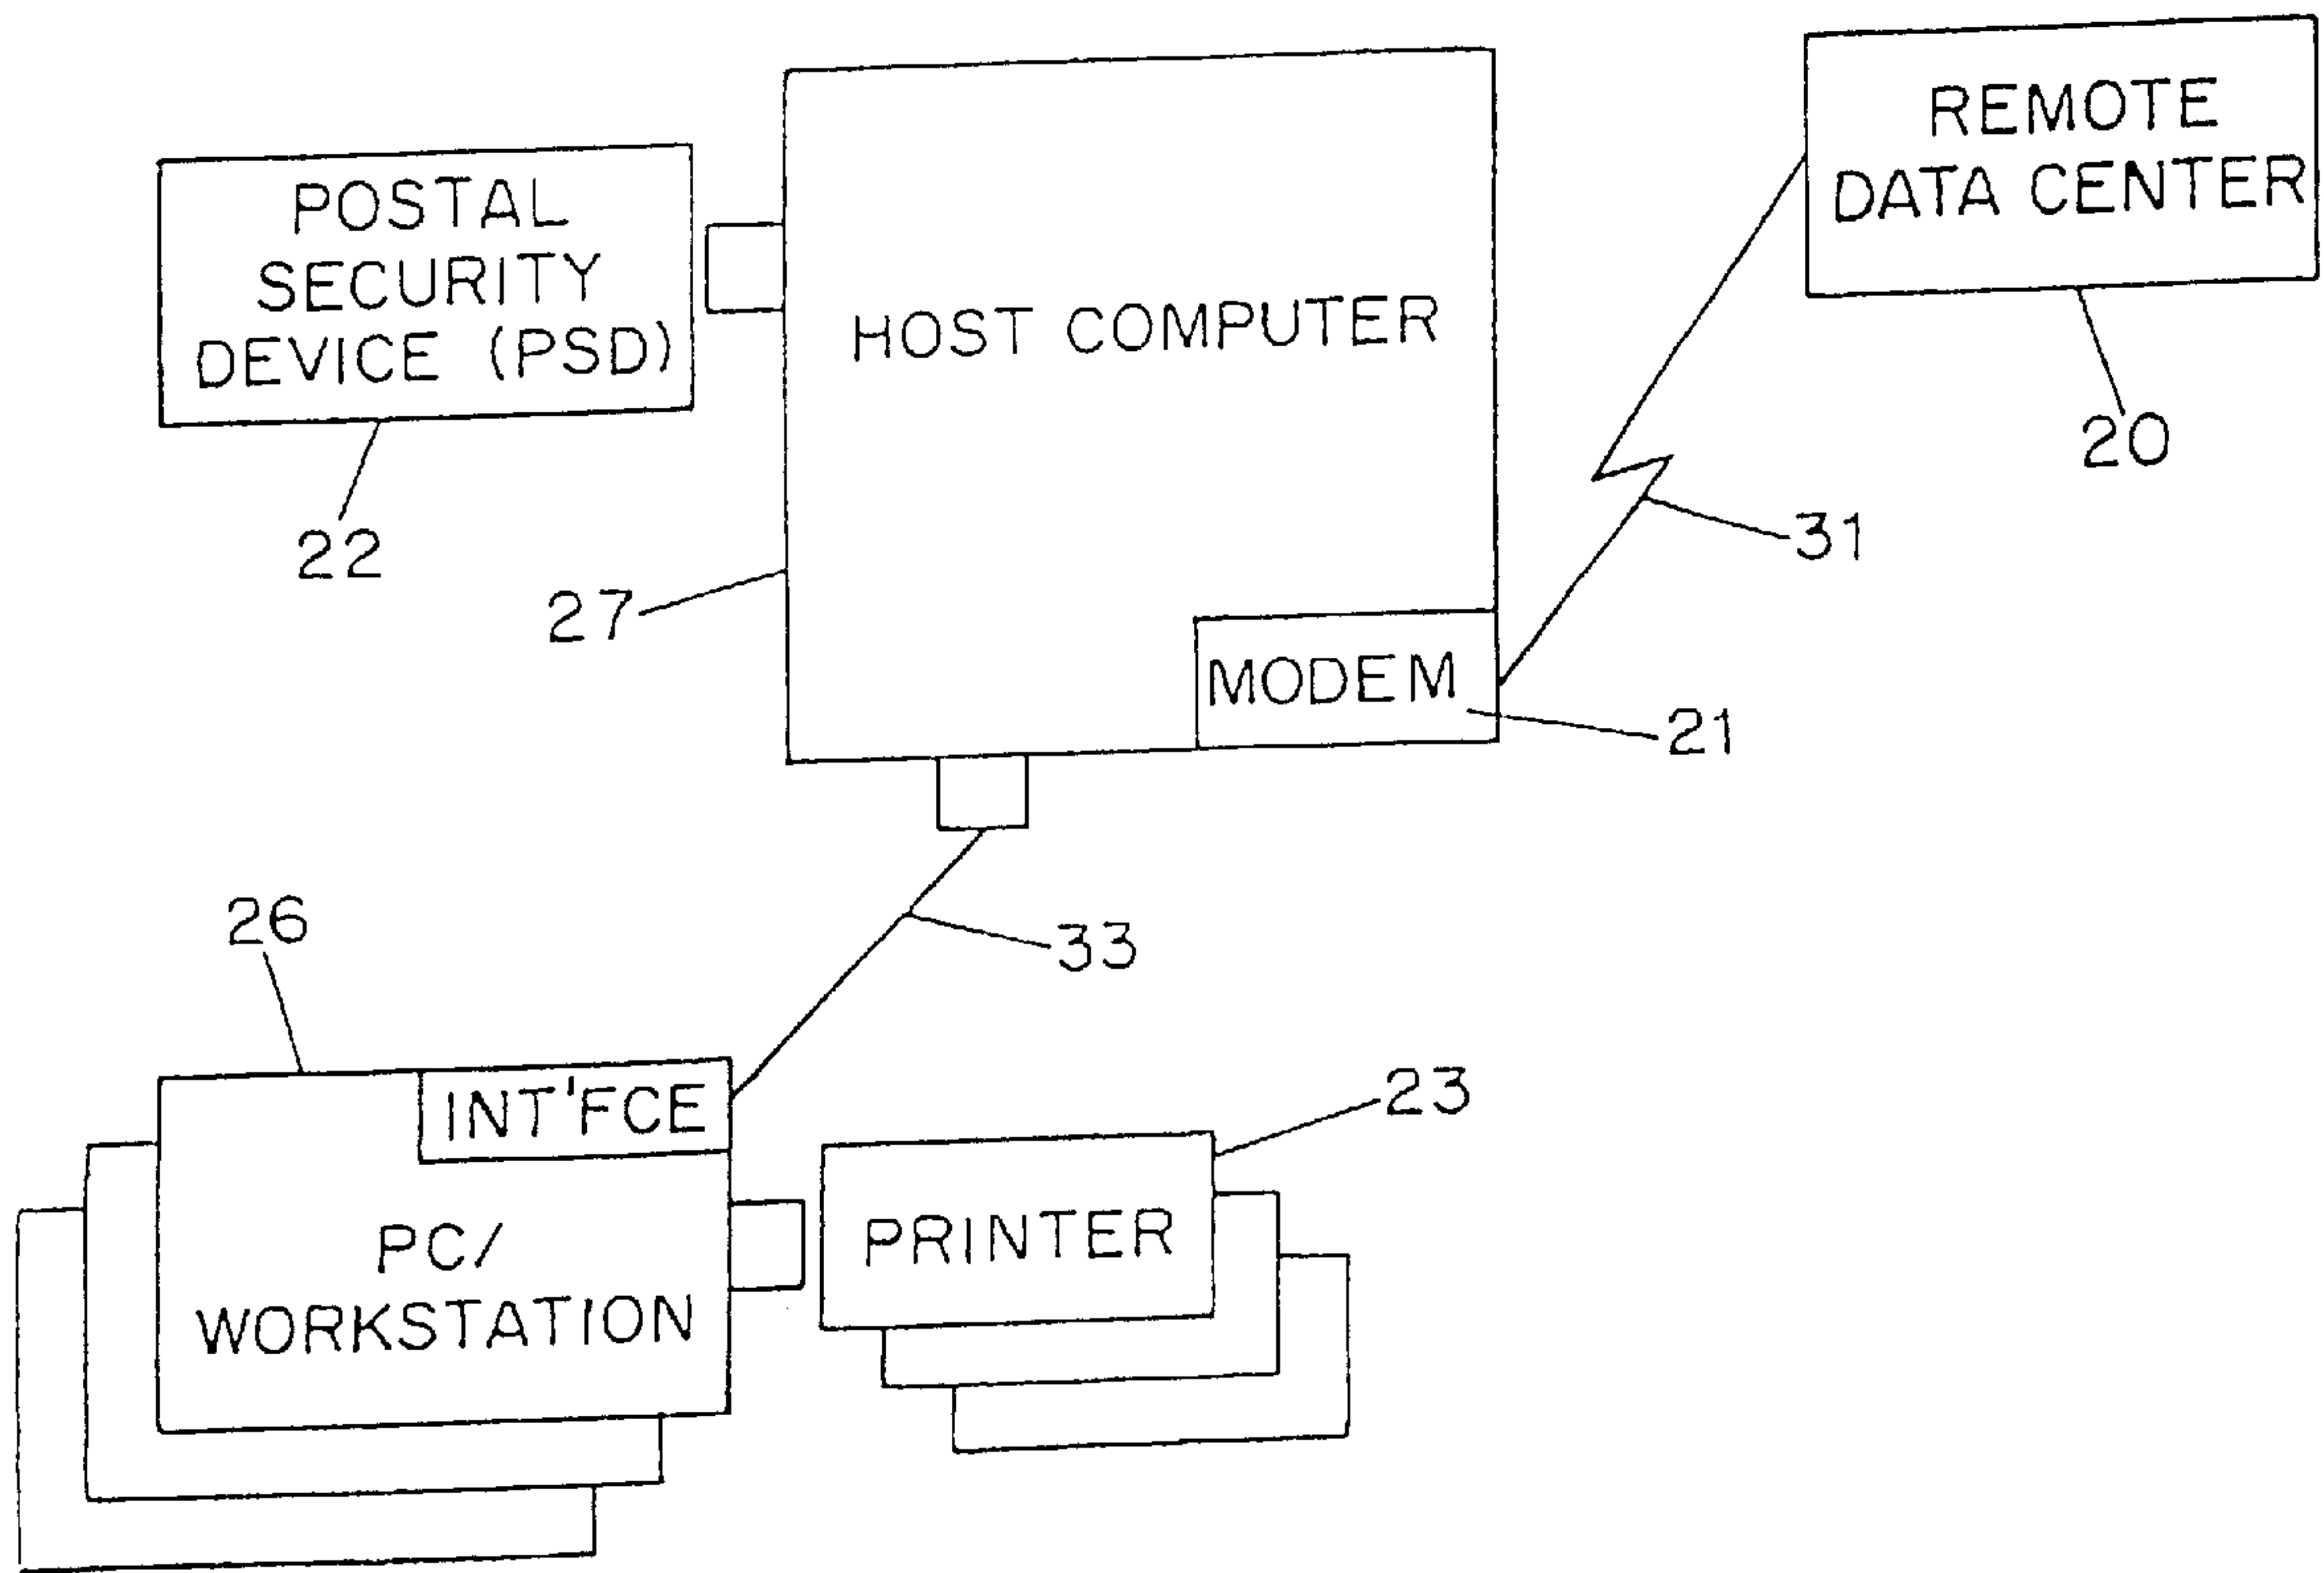 REMOTE
DATA CENTER
20
POSTAL
SECURITY
DEVICE (PSD)
22
HOST COMPUTER
27
31
MODEM
21
33
26
INT'FCE
PC/
WORKSTATION
23
PRINTER